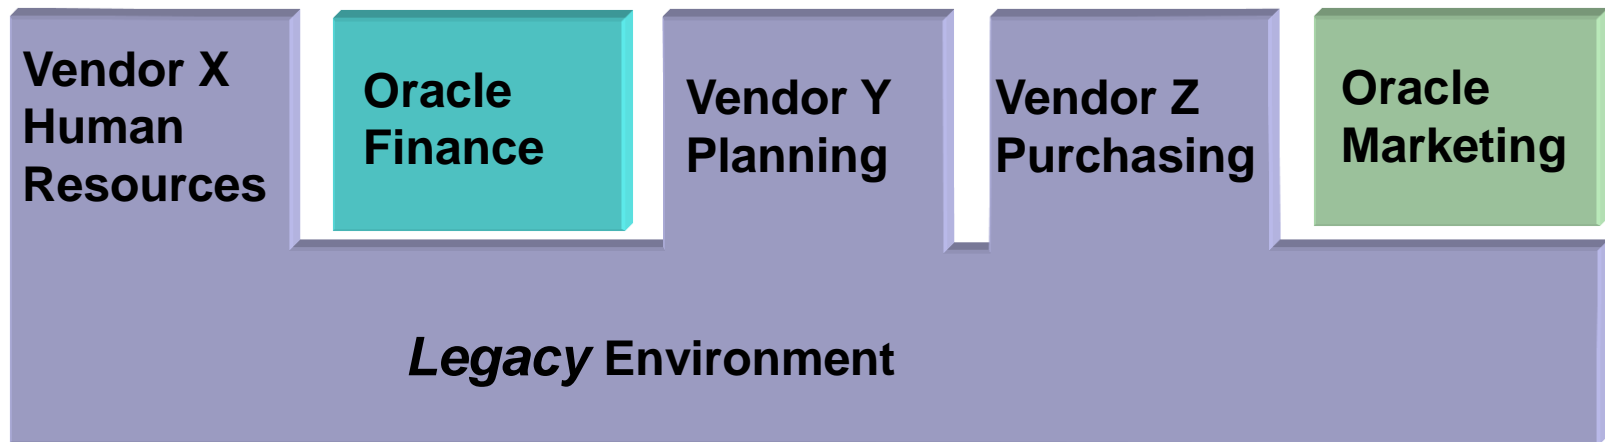 Vendor X
Human
Resources
Oracle
Finance
Vendor Y
Planning
Vendor Z
Purchasing
Oracle
Marketing
Legacy Environment